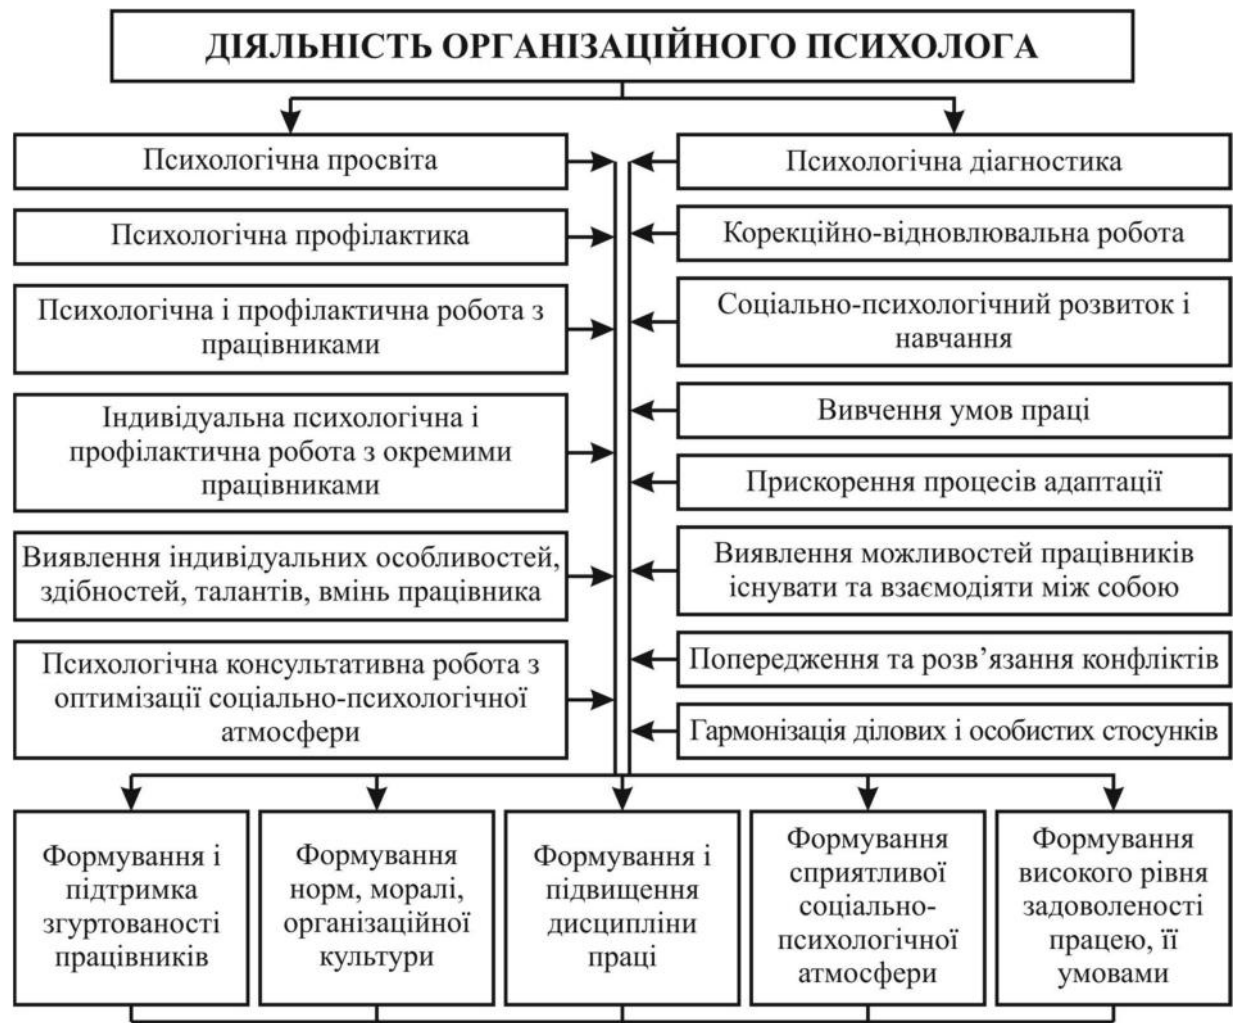 ДІЯЛЬНІСТЬ ОРГАНІЗАЦІЙНОГО ПСИХОЛОГА
Психологічна просвіта
Психологічна профілактика
Психологічна і профілактична робота з
працівниками
Індивідуальна психологічна і
профілактична робота з окремими
працівниками
Виявлення індивідуальних особливостей,
здібностей, талантів, вмінь працівника
Психологічна консультативна робота з
оптимізації соціально-психологічної
атмосфери
Психологічна діагностика
Корекційно-відновлювальна робота
Соціально-психологічний розвиток і
навчання
Вивчення умов праці
Прискорення процесів адаптації
Виявлення можливостей працівників
існувати та взаємодіяти між собою
Попередження та розв’язання конфліктів
Гармонізація ділових і особистих стосунків
Формування і
підтримка
згуртованості
працівників
Формування
норм, моралі,
організаційної
культури
Формування і
підвищення
дисципліни
праці
Формування
сприятливої
соціально-
психологічної
атмосфери
Формування
високого рівня
задоволеності
працею, її
умовами